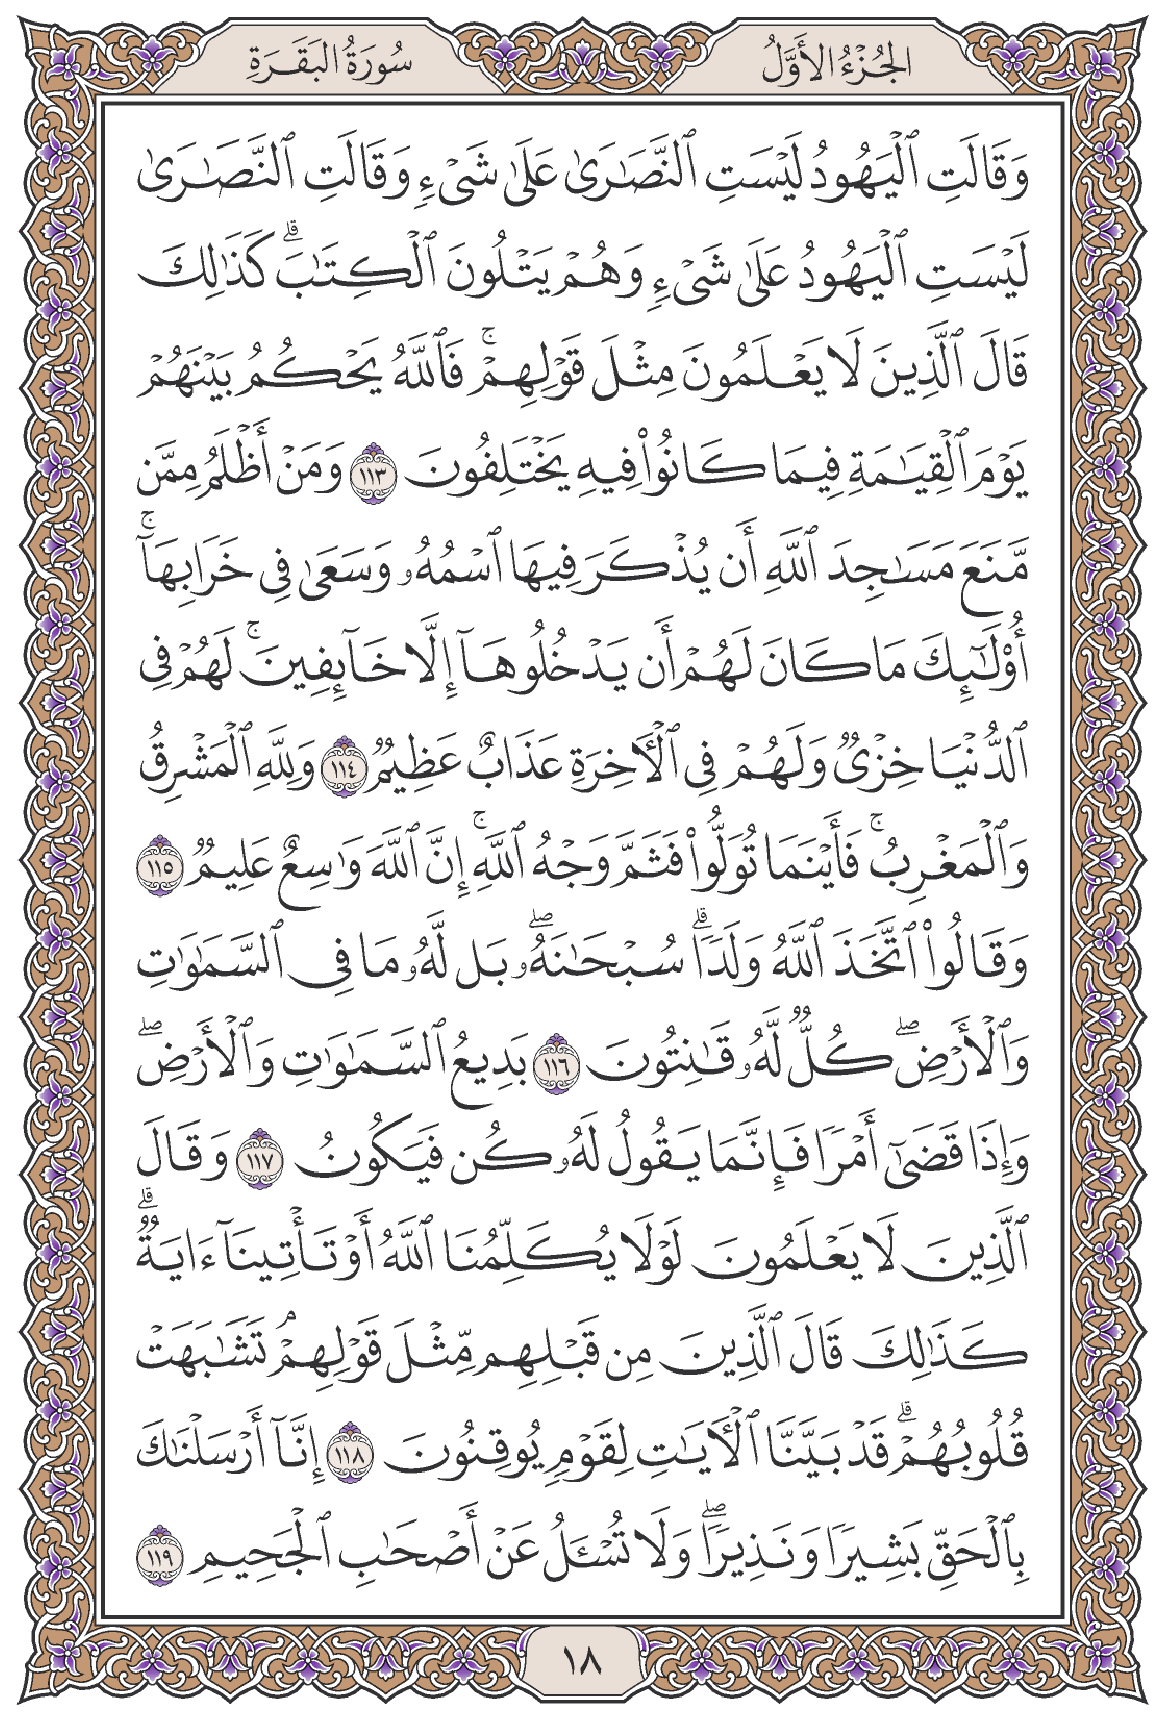 الجُزْءُ الأَوَّلُ
سُورَةُ البَقَرَةِ
وَقَالَتِ ٱلۡيَهُودُ لَيۡسَتِ ٱلنَّصَٰرَىٰ عَلَىٰ شَيۡءٖ وَقَالَتِ ٱلنَّصَٰرَىٰ
لَيۡسَتِ ٱلۡيَهُودُ عَلَىٰ شَيۡءٖ وَهُمۡ يَتۡلُونَ ٱلۡكِتَٰبَۗ كَذَٰلِكَ
قَالَ ٱلَّذِينَ لَا يَعۡلَمُونَ مِثۡلَ قَوۡلِهِمۡۚ فَٱللَّهُ يَحۡكُمُ بَيۡنَهُمۡ
يَوۡمَ ٱلۡقِيَٰمَةِ فِيمَا كَانُواْ فِيهِ يَخۡتَلِفُونَ ١١٣ وَمَنۡ أَظۡلَمُ مِمَّن
مَّنَعَ مَسَٰجِدَ ٱللَّهِ أَن يُذۡكَرَ فِيهَا ٱسۡمُهُۥ وَسَعَىٰ فِي خَرَابِهَآۚ
أُوْلَٰٓئِكَ مَا كَانَ لَهُمۡ أَن يَدۡخُلُوهَآ إِلَّا خَآئِفِينَۚ لَهُمۡ فِي
ٱلدُّنۡيَا خِزۡيٞ وَلَهُمۡ فِي ٱلۡأٓخِرَةِ عَذَابٌ عَظِيمٞ ١١٤ وَلِلَّهِ ٱلۡمَشۡرِقُ
وَٱلۡمَغۡرِبُۚ فَأَيۡنَمَا تُوَلُّواْ فَثَمَّ وَجۡهُ ٱللَّهِۚ إِنَّ ٱللَّهَ وَٰسِعٌ عَلِيمٞ ١١٥
وَقَالُواْ ٱتَّخَذَ ٱللَّهُ وَلَدٗاۗ سُبۡحَٰنَهُۥۖ بَل لَّهُۥ مَا فِي ٱلسَّمَٰوَٰتِ
وَٱلۡأَرۡضِۖ كُلّٞ لَّهُۥ قَٰنِتُونَ ١١٦ بَدِيعُ ٱلسَّمَٰوَٰتِ وَٱلۡأَرۡضِۖ
وَإِذَا قَضَىٰٓ أَمۡرٗا فَإِنَّمَا يَقُولُ لَهُۥ كُن فَيَكُونُ ١١٧ وَقَالَ
ٱلَّذِينَ لَا يَعۡلَمُونَ لَوۡلَا يُكَلِّمُنَا ٱللَّهُ أَوۡ تَأۡتِينَآ ءَايَةٞۗ
كَذَٰلِكَ قَالَ ٱلَّذِينَ مِن قَبۡلِهِم مِّثۡلَ قَوۡلِهِمۡۘ تَشَٰبَهَتۡ
قُلُوبُهُمۡۗ قَدۡ بَيَّنَّا ٱلۡأٓيَٰتِ لِقَوۡمٖ يُوقِنُونَ ١١٨ إِنَّآ أَرۡسَلۡنَٰكَ
بِٱلۡحَقِّ بَشِيرٗا وَنَذِيرٗاۖ وَلَا تُسۡـَٔلُ عَنۡ أَصۡحَٰبِ ٱلۡجَحِيمِ ١١٩
١٨